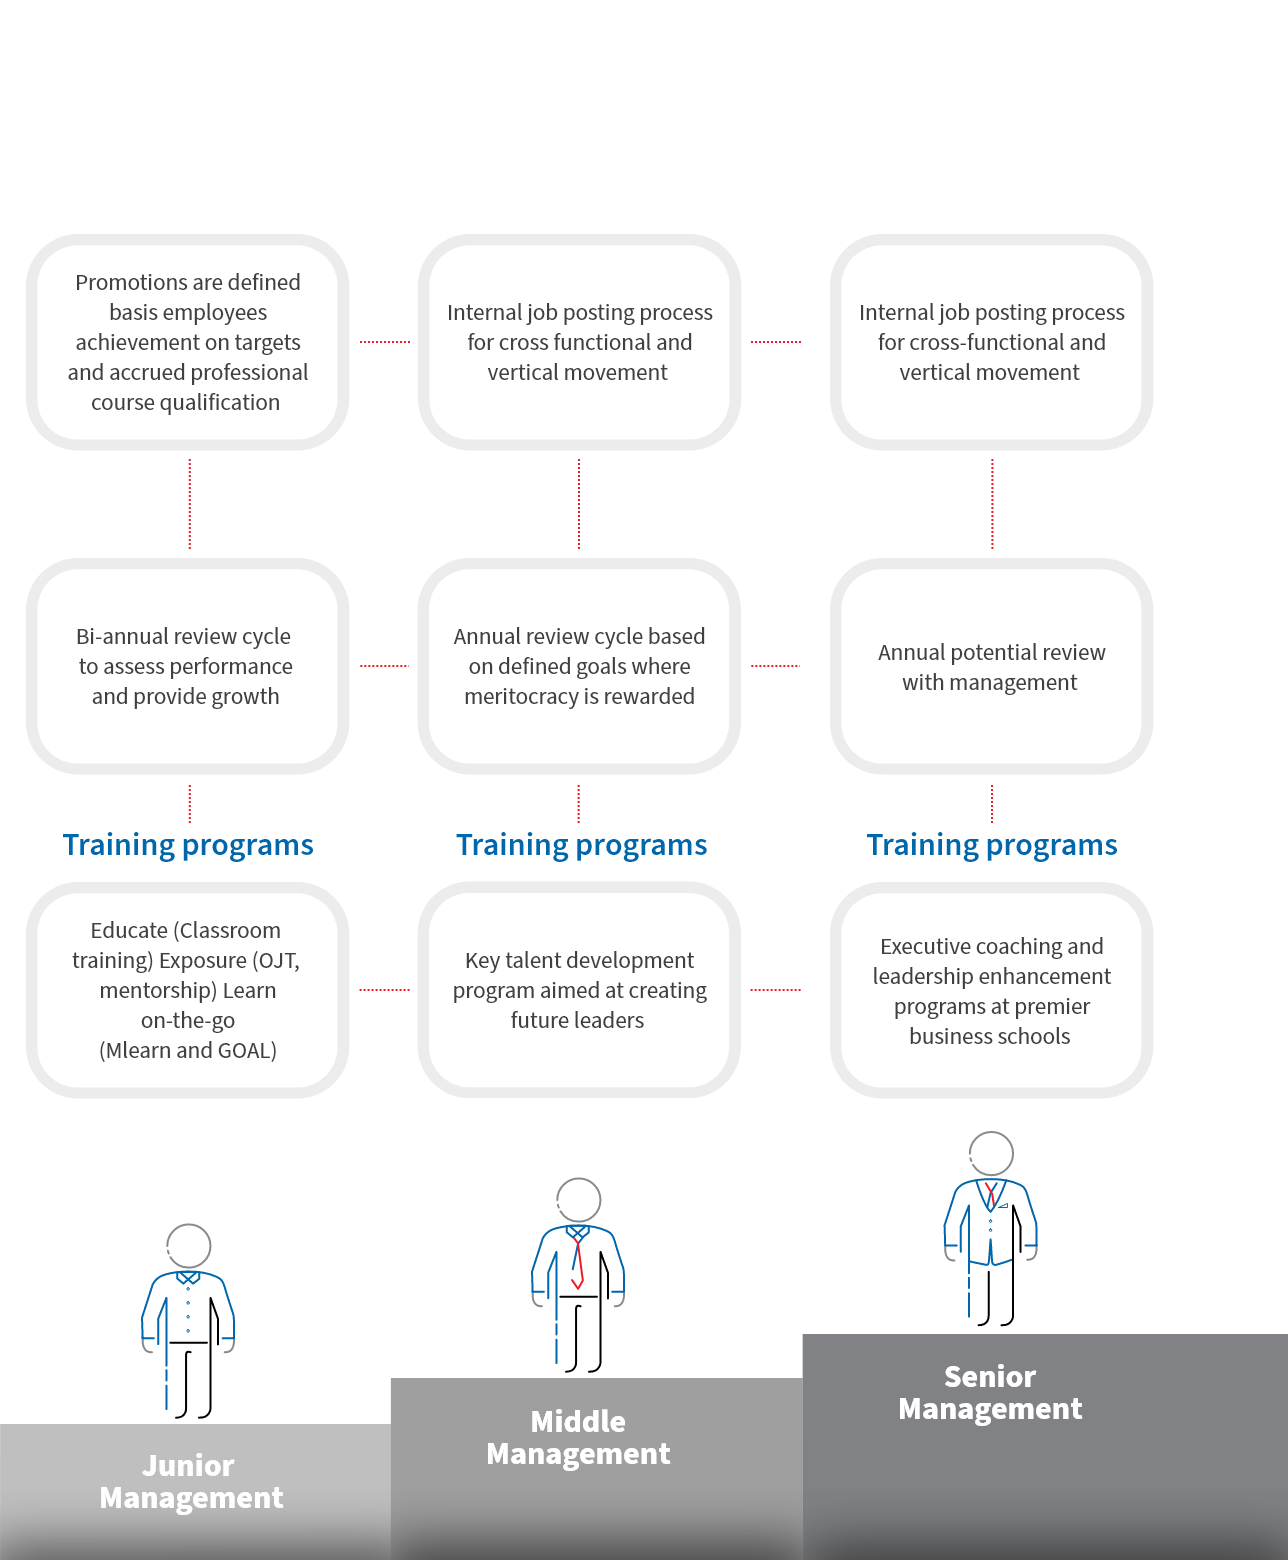 Promotions are defined
basis employees
achievement on targets
and accrued professional
course qualification
Internal job posting process
for cross functional and
vertical movement
Internal job posting process
for cross-functional and
vertical movement
Bi-annual review cycle
to assess performance
and provide growth
Annual review cycle based
on defined goals where
meritocracy is rewarded
Annual potential review
with management
Training programs
Training programs
Training programs
Educate (Classroom
training) Exposure (OJT,
mentorship) Learn
on-the-go
(Mlearn and GOAL)
Key talent development
program aimed at creating
future leaders
Executive coaching and
leadership enhancement
programs at premier
business schools
Junior
Management
Middle
Management
Senior
Management